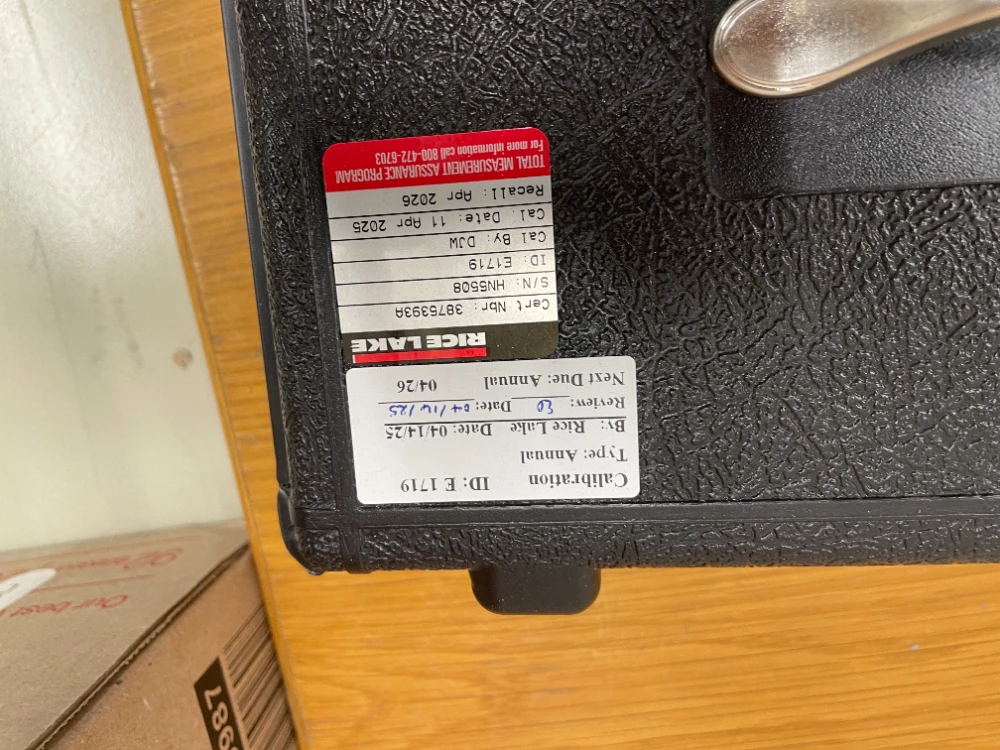 Calibration ID: E 1719
Type: Annual
By: Rice Lake Date: 04/14/25
Review: Date: 04/16/25
Next Due: Annual 04/26
RICE LAKE
Cert Nbr: 3875393A
S/N: HN5508
ID: E1719
Cal By: DJW
Cal. Date: 11 Apr 2025
Recall: Apr 2026
TOTAL MEASUREMENT ASSURANCE PROGRAM
For more information call 800-472-6703
Our best